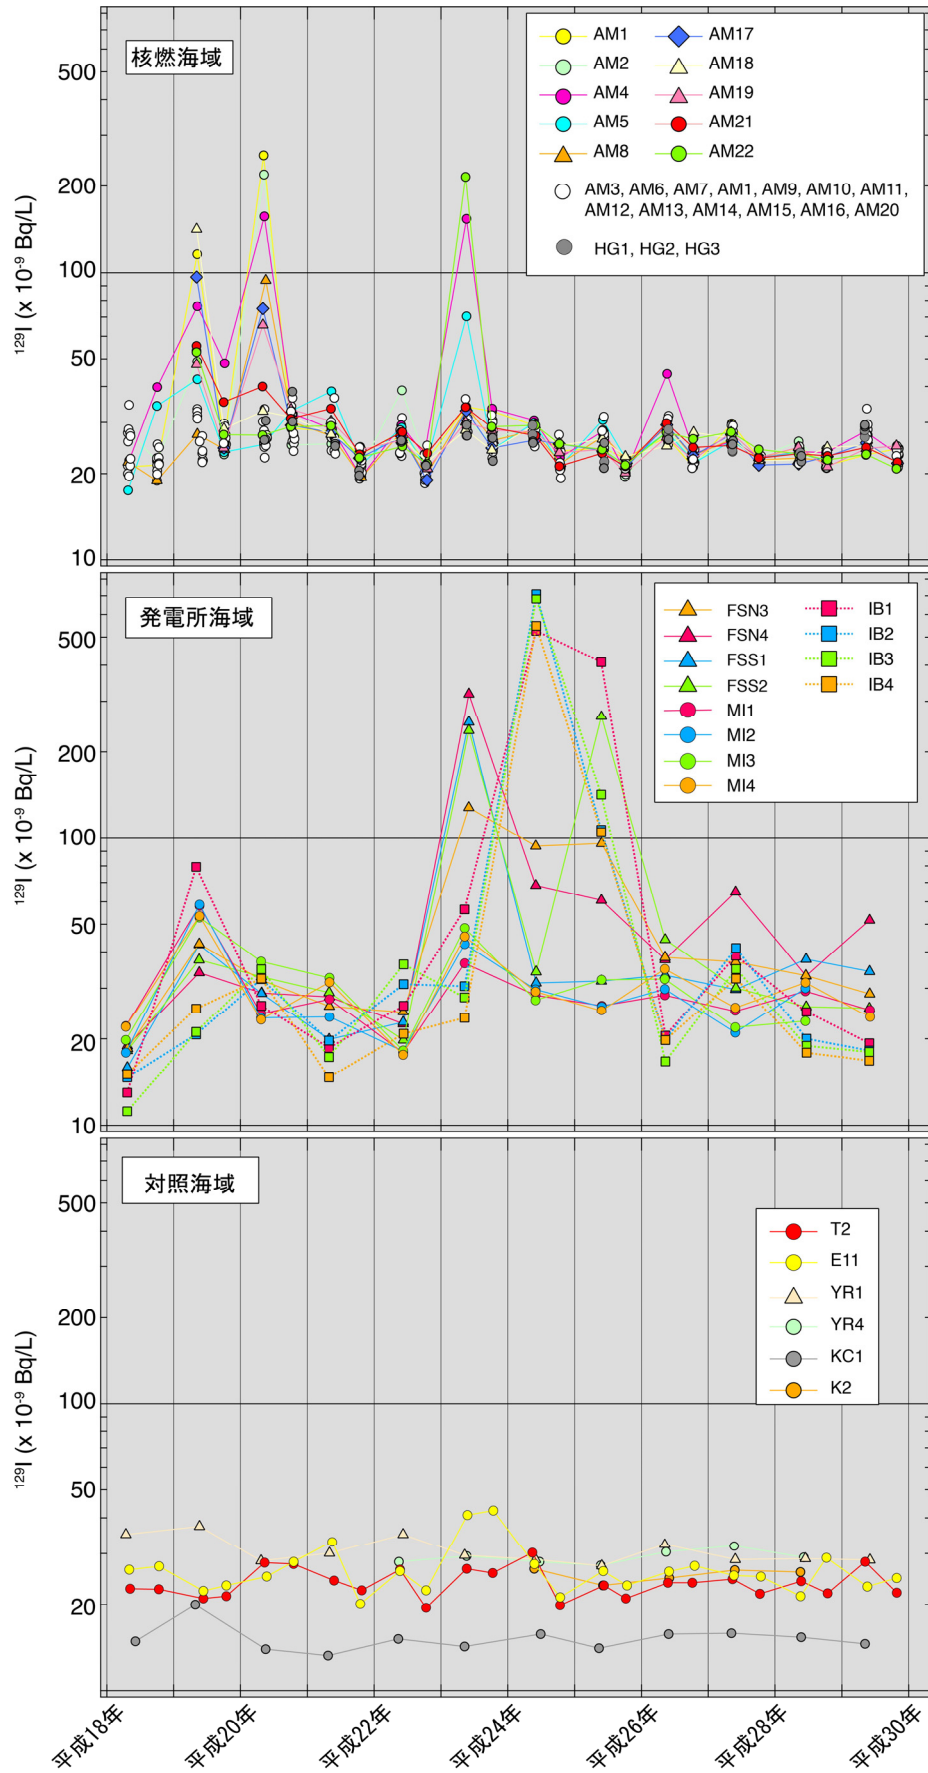 核燃海域
AM1
AM2
AM4
AM5
AM8
AM17
AM18
AM19
AM21
AM22
AM3, AM6, AM7, AM1, AM9, AM10, AM11,
AM12, AM13, AM14, AM15, AM16, AM20
HG1, HG2, HG3
500
200
100
50
20
10
129I (x 10-9 Bq/L)
発電所海域
FSN3
FSN4
FSS1
FSS2
MI1
MI2
MI3
MI4
IB1
IB2
IB3
IB4
500
200
100
50
20
10
129I (x 10-9 Bq/L)
対照海域
T2
E11
YR1
YR4
KC1
K2
500
200
100
50
20
129I (x 10-9 Bq/L)
平成18年
平成20年
平成22年
平成24年
平成26年
平成28年
平成30年